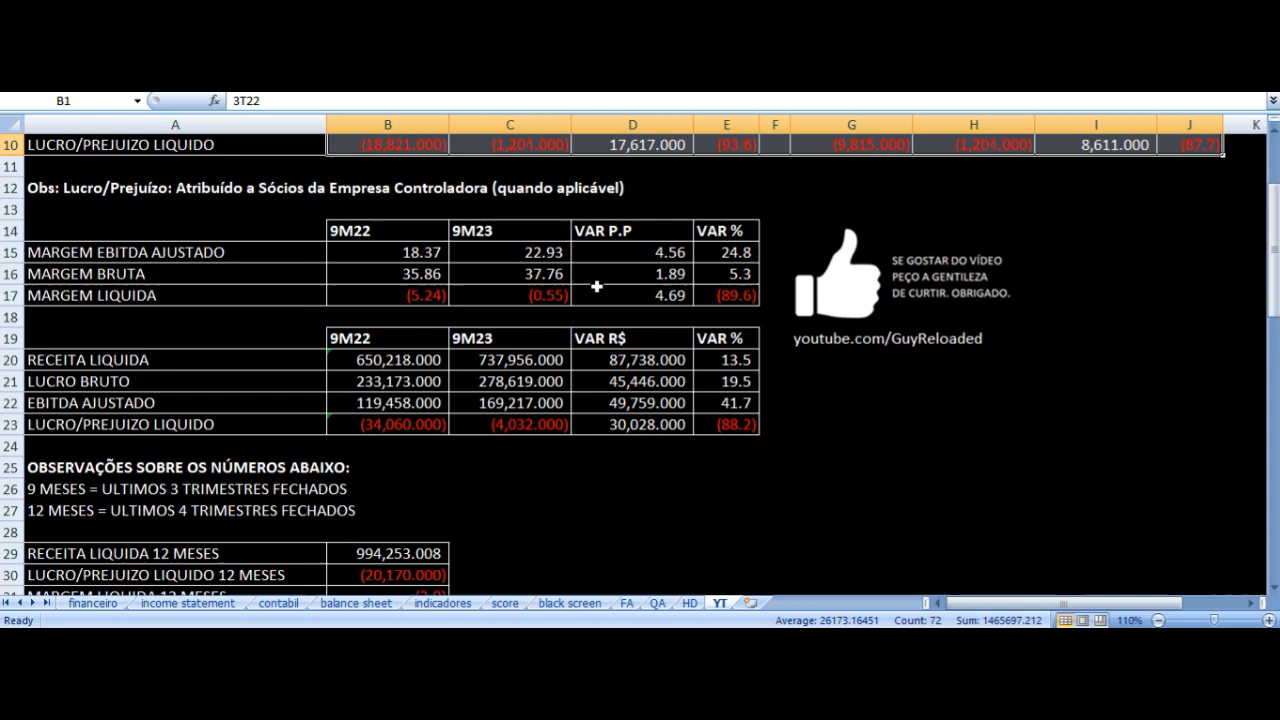 B1 fx 3T22
A B C D E F G H I J K
10 LUCRO/PREJUIZO LIQUIDO (18,821.000) (1,204.000) 17,617.000 (93.6) (9,815.000) (1,204.000) 8,611.000 (87.7)
11
12 Obs: Lucro/Prejuízo: Atribuído a Sócios da Empresa Controladora (quando aplicável)
13
14 9M22 9M23 VAR P.P VAR %
15 MARGEM EBITDA AJUSTADO 18.37 22.93 4.56 24.8
16 MARGEM BRUTA 35.86 37.76 1.89 5.3
17 MARGEM LIQUIDA (5.24) (0.55) 4.69 (89.6)
SE GOSTAR DO VÍDEO
PEÇO A GENTILEZA
DE CURTIR. OBRIGADO.
youtube.com/GuyReloaded
18
19 9M22 9M23 VAR R$ VAR %
20 RECEITA LIQUIDA 650,218.000 737,956.000 87,738.000 13.5
21 LUCRO BRUTO 233,173.000 278,619.000 45,446.000 19.5
22 EBITDA AJUSTADO 119,458.000 169,217.000 49,759.000 41.7
23 LUCRO/PREJUIZO LIQUIDO (34,060.000) (4,032.000) 30,028.000 (88.2)
24
25 OBSERVAÇÕES SOBRE OS NÚMEROS ABAIXO:
26 9 MESES = ULTIMOS 3 TRIMESTRES FECHADOS
27 12 MESES = ULTIMOS 4 TRIMESTRES FECHADOS
28
29 RECEITA LIQUIDA 12 MESES 994,253.008
30 LUCRO/PREJUIZO LIQUIDO 12 MESES (20,170.000)
financeiro income statement contabil balance sheet indicadores score black screen FA QA HD YT
Ready Average: 26173.16451 Count: 72 Sum: 1465697.212 110%